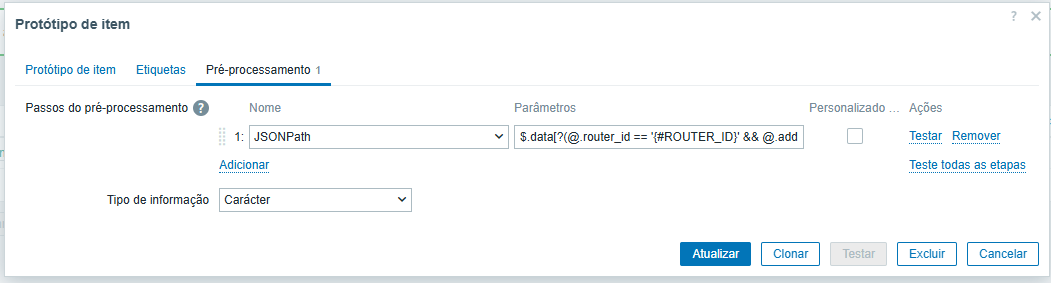 Protótipo de item
?
Protótipo de item Etiquetas Pré-processamento 1
Passos do pré-processamento ? Nome Parâmetros Personalizado ... Ações
1: JSONPath $.data[?(@.router_id == '{#ROUTER_ID}' && @.add Testar Remover
Adicionar Teste todas as etapas
Tipo de informação Carácter
Atualizar Clonar Testar Excluir Cancelar